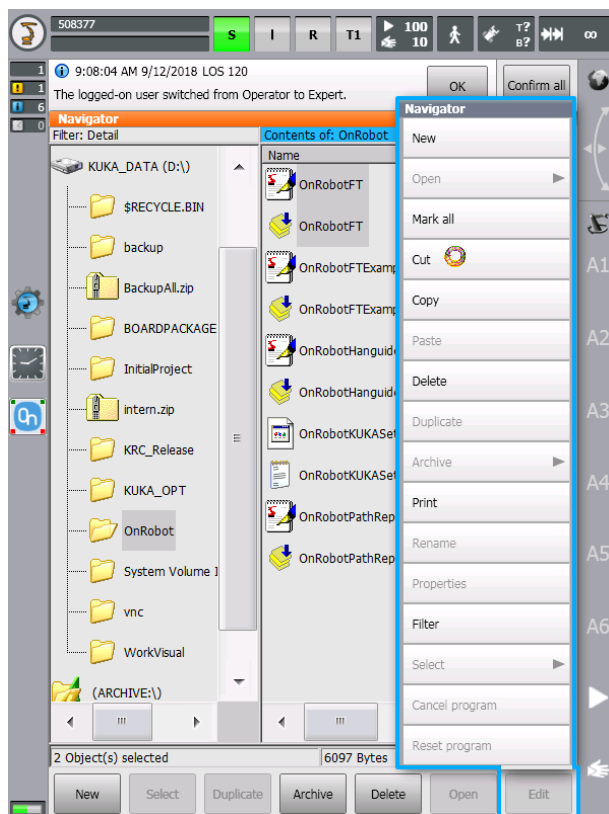 508377
S I R T1 100 10 T? B? ∞
1 1 6 0
9:08:04 AM 9/12/2018 LOS 120
The logged-on user switched from Operator to Expert.
OK
Confirm all
Navigator
Filter: Detail
KUKA_DATA (D:\)
$RECYCLE.BIN
backup
BackupAll.zip
BOARDPACKAGE
InitialProject
intern.zip
KRC_Release
KUKA_OPT
OnRobot
System Volume I
vnc
WorkVisual
(ARCHIVE:\)
Contents of: OnRobot
Name
OnRobotFT
OnRobotFT
OnRobotFTExamp
OnRobotFTExamp
OnRobotHanguide
OnRobotHanguide
OnRobotKUKASet
OnRobotKUKASet
OnRobotPathRep
OnRobotPathRep
Navigator
New
Open
Mark all
Cut
Copy
Paste
Delete
Duplicate
Archive
Print
Rename
Properties
Filter
Select
Cancel program
Reset program
A1
A2
A3
A4
A5
A6
On
2 Object(s) selected
6097 Bytes
New Select Duplicate Archive Delete Open Edit